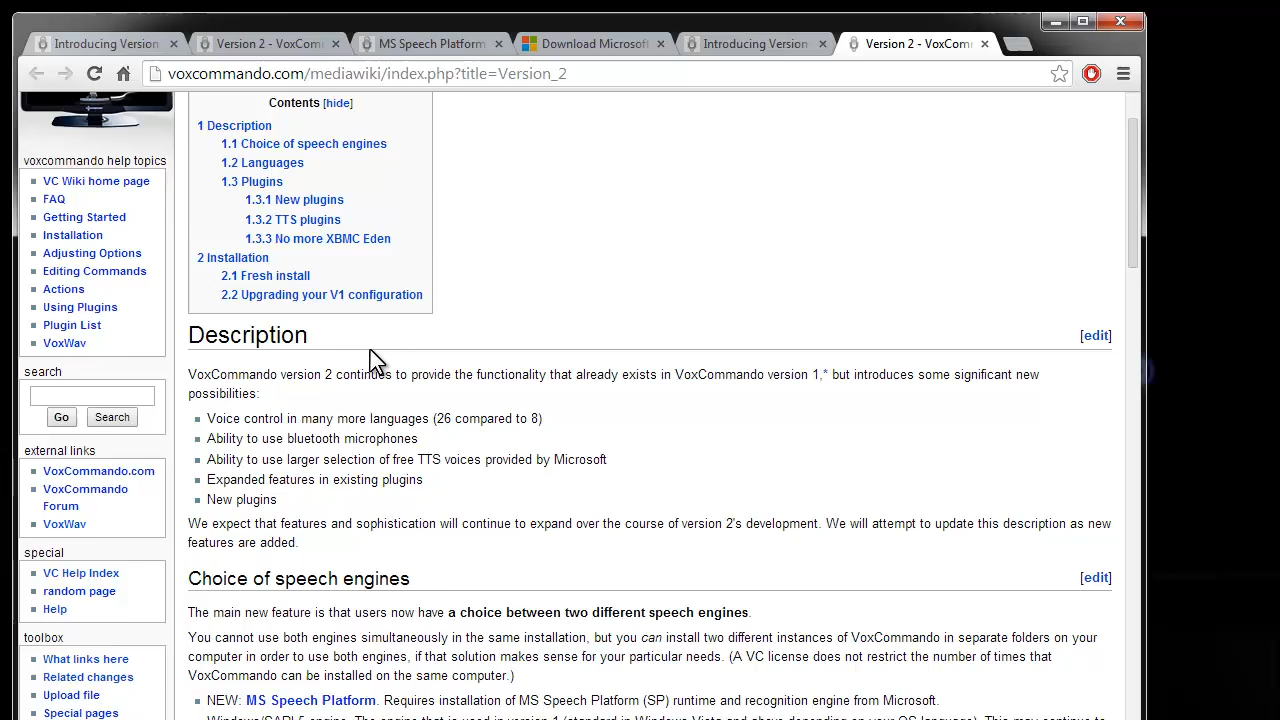 Introducing Version
Version 2 - VoxCom
MS Speech Platform
Download Microsof
Introducing Version
Version 2 - VoxCom
voxcommando.com/mediawiki/index.php?title=Version_2
Contents [hide]
1 Description
1.1 Choice of speech engines
1.2 Languages
1.3 Plugins
1.3.1 New plugins
1.3.2 TTS plugins
1.3.3 No more XBMC Eden
2 Installation
2.1 Fresh install
2.2 Upgrading your V1 configuration
voxcommando help topics
VC Wiki home page
FAQ
Getting Started
Installation
Adjusting Options
Editing Commands
Actions
Using Plugins
Plugin List
VoxWav
search
Go Search
external links
VoxCommando.com
VoxCommando
Forum
VoxWav
special
VC Help Index
random page
Help
toolbox
What links here
Related changes
Upload file
Special pages
Description [edit]
VoxCommando version 2 continues to provide the functionality that already exists in VoxCommando version 1,* but introduces some significant new
possibilities:
Voice control in many more languages (26 compared to 8)
Ability to use bluetooth microphones
Ability to use larger selection of free TTS voices provided by Microsoft
Expanded features in existing plugins
New plugins
We expect that features and sophistication will continue to expand over the course of version 2's development. We will attempt to update this description as new
features are added.
Choice of speech engines [edit]
The main new feature is that users now have a choice between two different speech engines.
You cannot use both engines simultaneously in the same installation, but you can install two different instances of VoxCommando in separate folders on your
computer in order to use both engines, if that solution makes sense for your particular needs. (A VC license does not restrict the number of times that
VoxCommando can be installed on the same computer.)
NEW: MS Speech Platform. Requires installation of MS Speech Platform (SP) runtime and recognition engine from Microsoft.